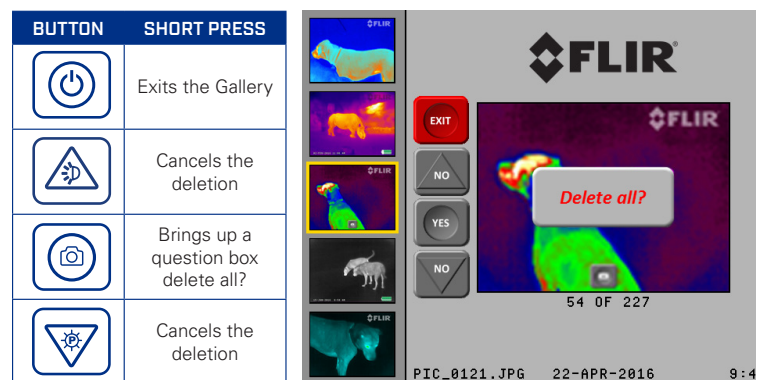 BUTTON SHORT PRESS
Exits the Gallery
Cancels the
deletion
Brings up a
question box
delete all?
P
Cancels the
deletion
FLIR
FLIR
FLIR
FLIR
EXIT
NO
YES
NO
FLIR
Delete all?
54 OF 227
PIC_0121.JPG 22-APR-2016 9:4